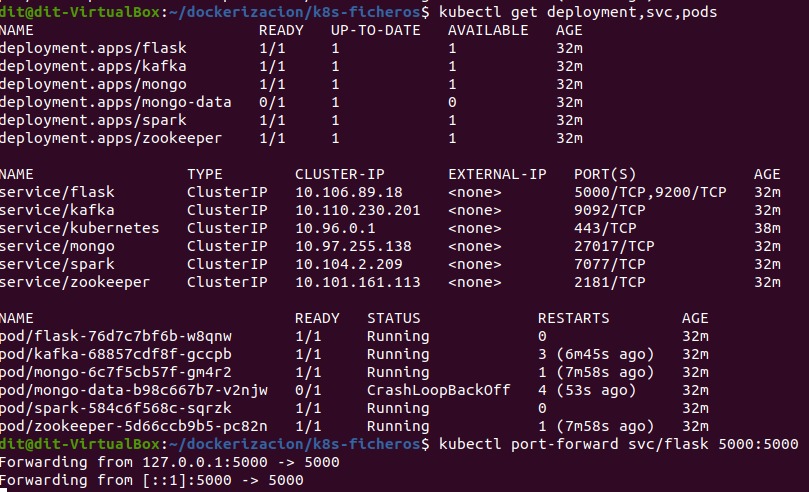 dit@dit-VirtualBox:~/dockerizacion/k8s-ficheros$ kubectl get deployment,svc,pods
NAME READY UP-TO-DATE AVAILABLE AGE
deployment.apps/flask 1/1 1 1 32m
deployment.apps/kafka 1/1 1 1 32m
deployment.apps/mongo 1/1 1 1 32m
deployment.apps/mongo-data 0/1 1 0 32m
deployment.apps/spark 1/1 1 1 32m
deployment.apps/zookeeper 1/1 1 1 32m
NAME TYPE CLUSTER-IP EXTERNAL-IP PORT(S) AGE
service/flask ClusterIP 10.106.89.18 <none> 5000/TCP,9200/TCP 32m
service/kafka ClusterIP 10.110.230.201 <none> 9092/TCP 32m
service/kubernetes ClusterIP 10.96.0.1 <none> 443/TCP 38m
service/mongo ClusterIP 10.97.255.138 <none> 27017/TCP 32m
service/spark ClusterIP 10.104.2.209 <none> 7077/TCP 32m
service/zookeeper ClusterIP 10.101.161.113 <none> 2181/TCP 32m
NAME READY STATUS RESTARTS AGE
pod/flask-76d7c7bf6b-w8qnw 1/1 Running 0 32m
pod/kafka-68857cdf8f-gccpb 1/1 Running 3 (6m45s ago) 32m
pod/mongo-6c7f5cb57f-gm4r2 1/1 Running 1 (7m58s ago) 32m
pod/mongo-data-b98c667b7-v2njw 0/1 CrashLoopBackOff 4 (53s ago) 32m
pod/spark-584c6f568c-sqrzk 1/1 Running 0 32m
pod/zookeeper-5d66ccb9b5-pc82n 1/1 Running 1 (7m58s ago) 32m
dit@dit-VirtualBox:~/dockerizacion/k8s-ficheros$ kubectl port-forward svc/flask 5000:5000
Forwarding from 127.0.0.1:5000 -> 5000
Forwarding from [::1]:5000 -> 5000